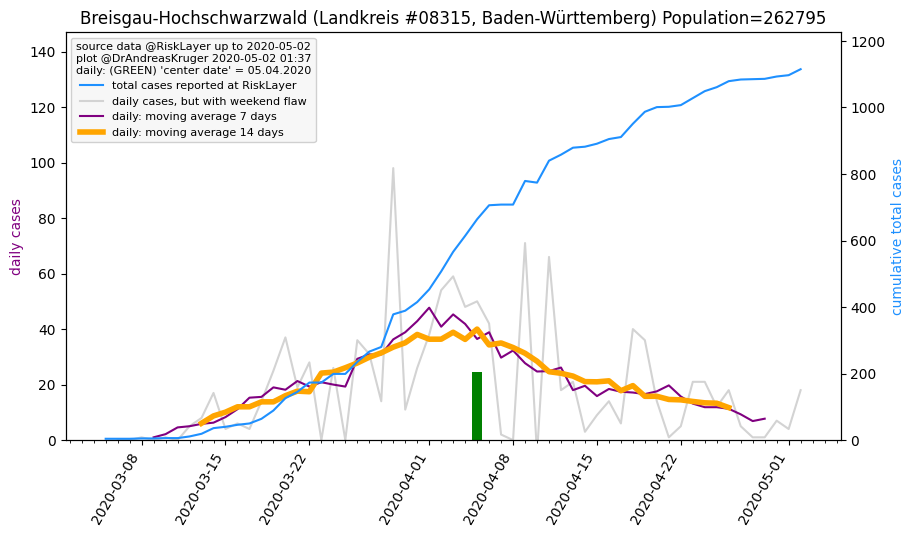 Breisgau-Hochschwarzwald (Landkreis #08315, Baden-Württemberg) Population=262795
source data @RiskLayer up to 2020-05-02
plot @DrAndreasKruger 2020-05-02 01:37
daily: (GREEN) 'center date' = 05.04.2020
total cases reported at RiskLayer
daily cases, but with weekend flaw
daily: moving average 7 days
daily: moving average 14 days
daily cases
140
120
100
80
60
40
20
0
cumulative total cases
1200
1000
800
600
400
200
0
2020-03-08
2020-03-15
2020-03-22
2020-04-01
2020-04-08
2020-04-15
2020-04-22
2020-05-01